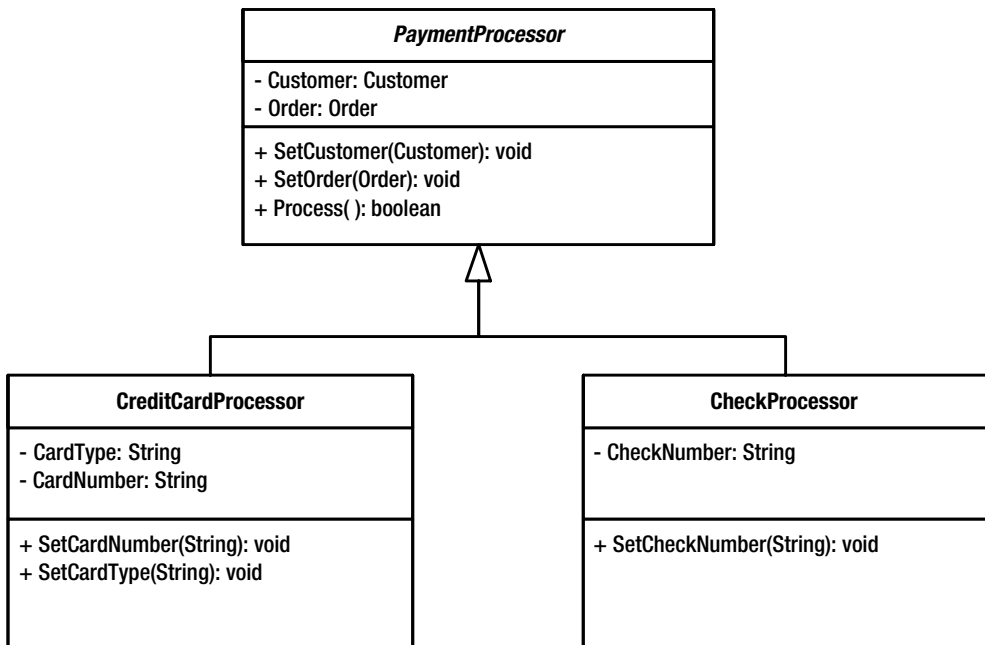 PaymentProcessor
- Customer: Customer
- Order: Order
+ SetCustomer(Customer): void
+ SetOrder(Order): void
+ Process( ): boolean
CreditCardProcessor
- CardType: String
- CardNumber: String
+ SetCardNumber(String): void
+ SetCardType(String): void
CheckProcessor
- CheckNumber: String
+ SetCheckNumber(String): void